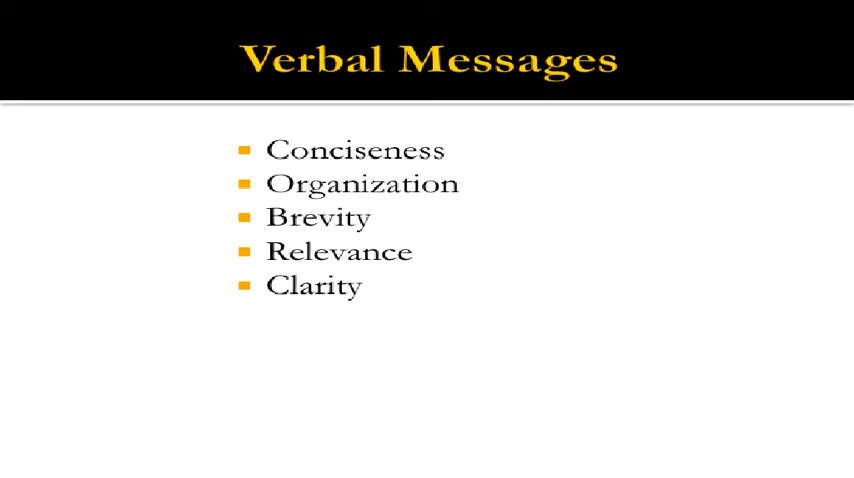 Verbal Messages
Conciseness
Organization
Brevity
Relevance
Clarity